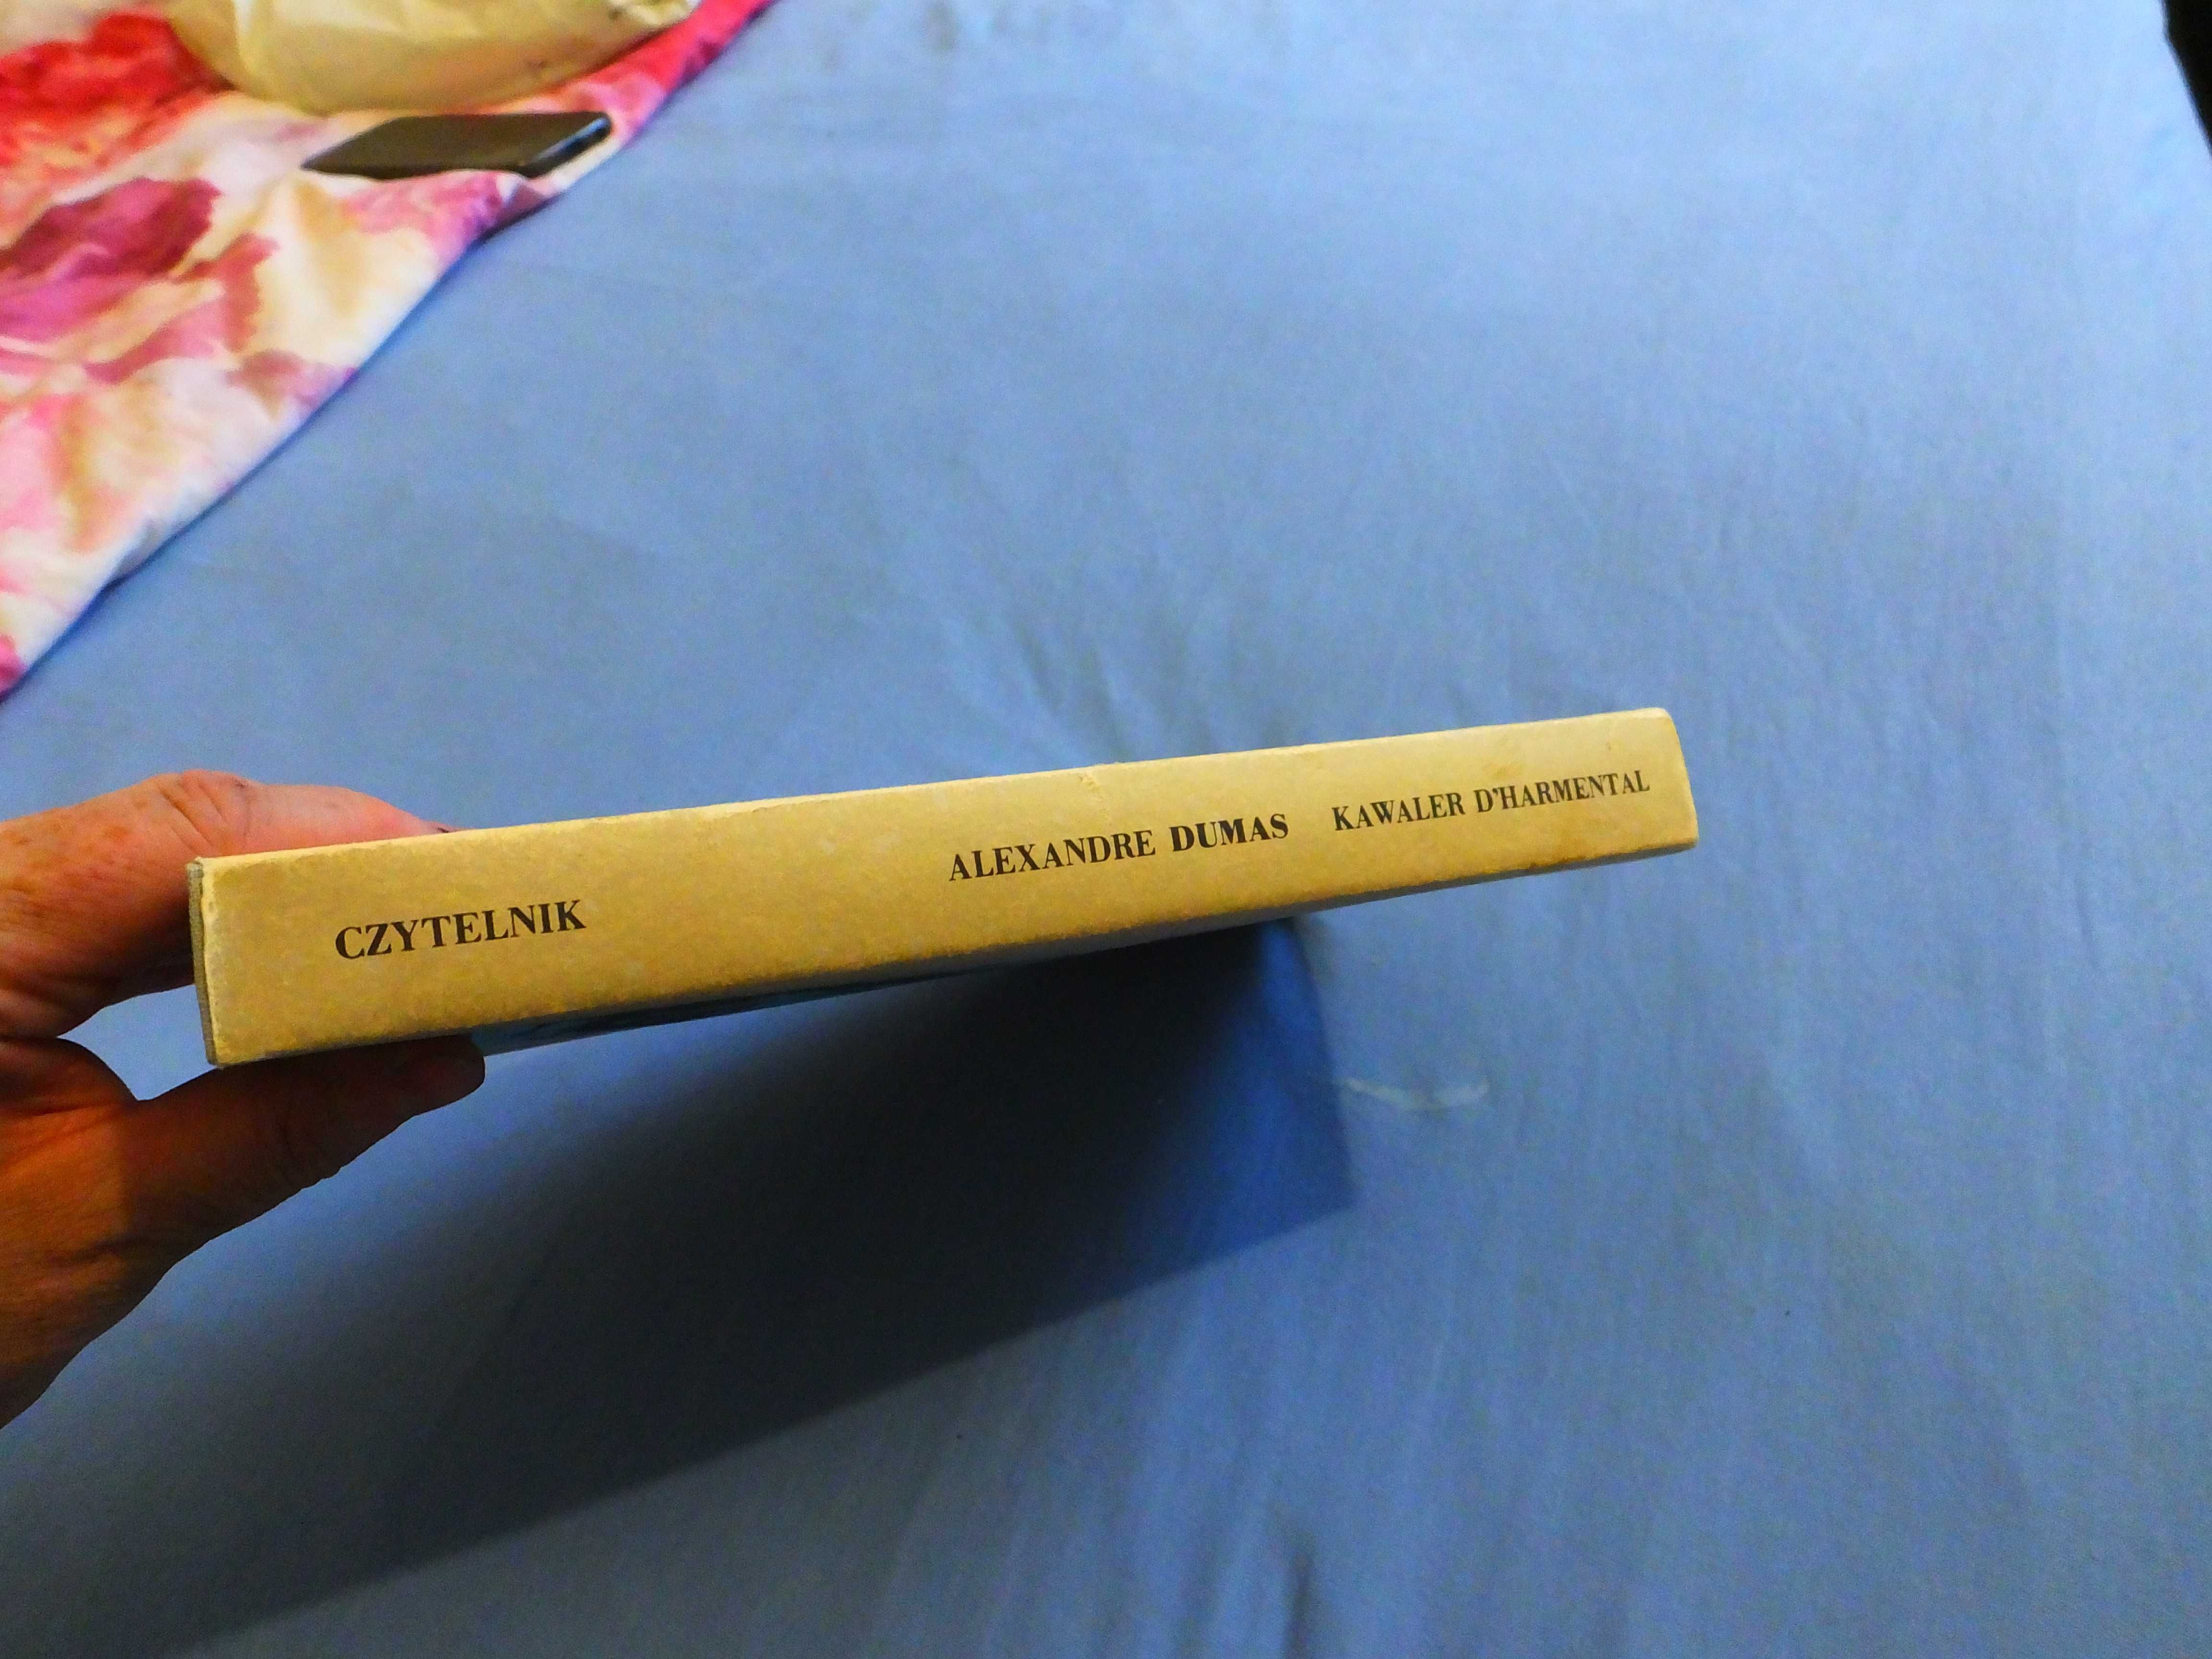 CZYTELNIK ALEXANDRE DUMAS KAWALER D'HARMENTAL